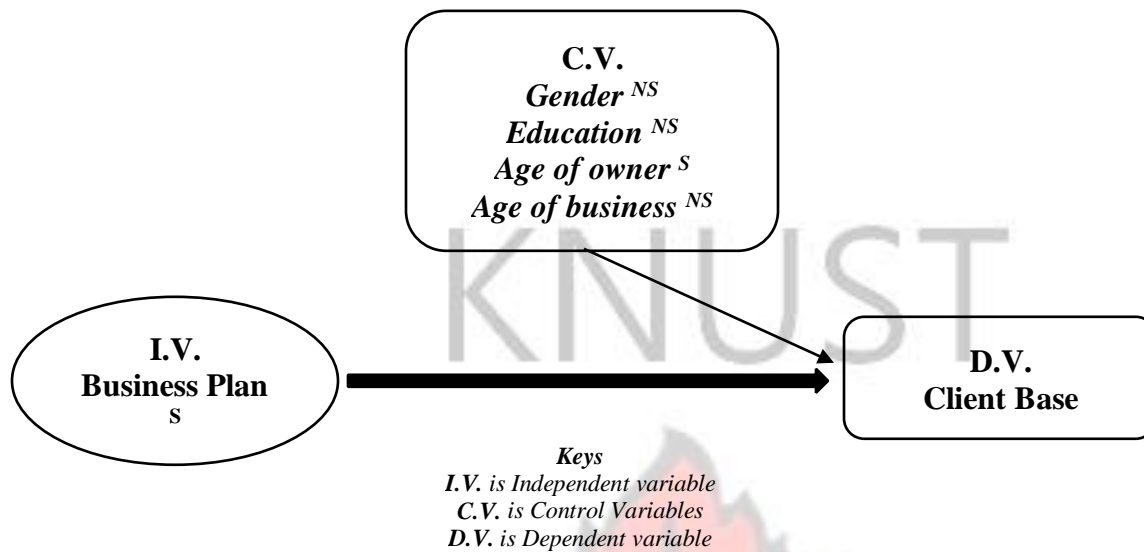 C.V.
Gender NS
Education NS
Age of owner S
Age of business NS
KNUST
I.V.
Business Plan
S
D.V.
Client Base
Keys
I.V. is Independent variable
C.V. is Control Variables
D.V. is Dependent variable